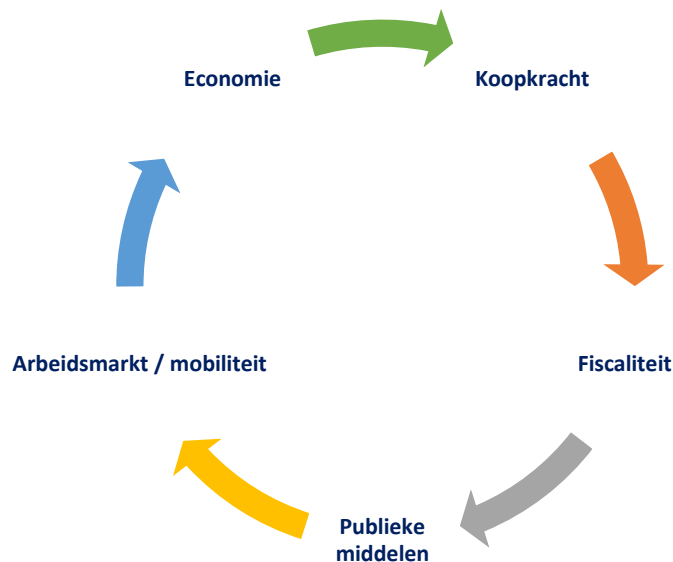 Economie
Koopkracht
Arbeidsmarkt / mobiliteit
Fiscaliteit
Publieke
middelen